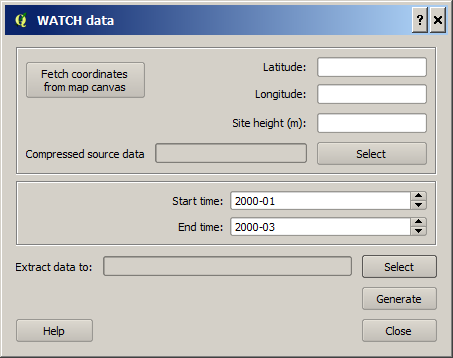 WATCH data
Fetch coordinates
from map canvas
Latitude:
Longitude:
Site height (m):
Compressed source data
Select
Start time: 2000-01
End time: 2000-03
Extract data to:
Select
Generate
Help
Close